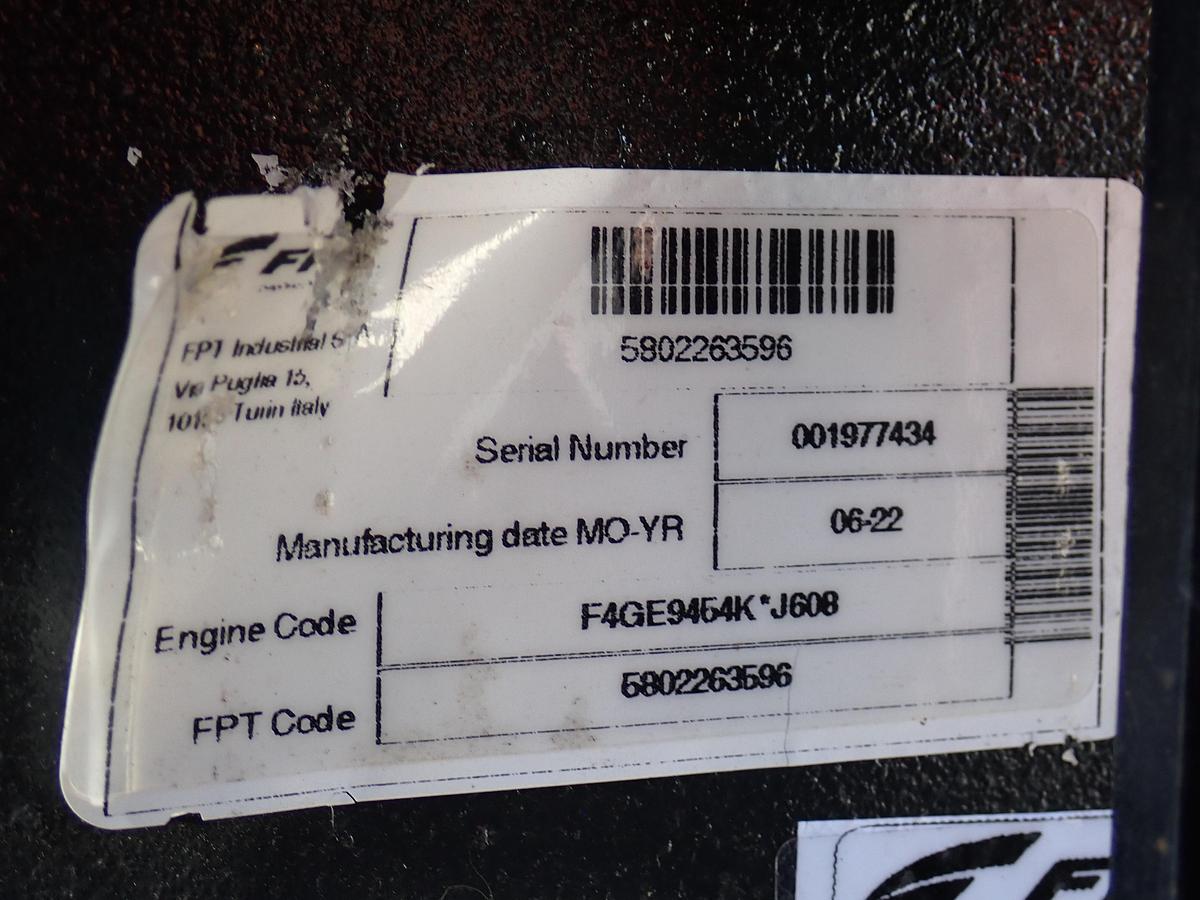 FPT Industrial S.p.A
Via Puglia 15,
Turin Italy
5802263596
Serial Number 001977434
Manufacturing date MO-YR 06-22
Engine Code F4GE9454K*J608
FPT Code 5802263596